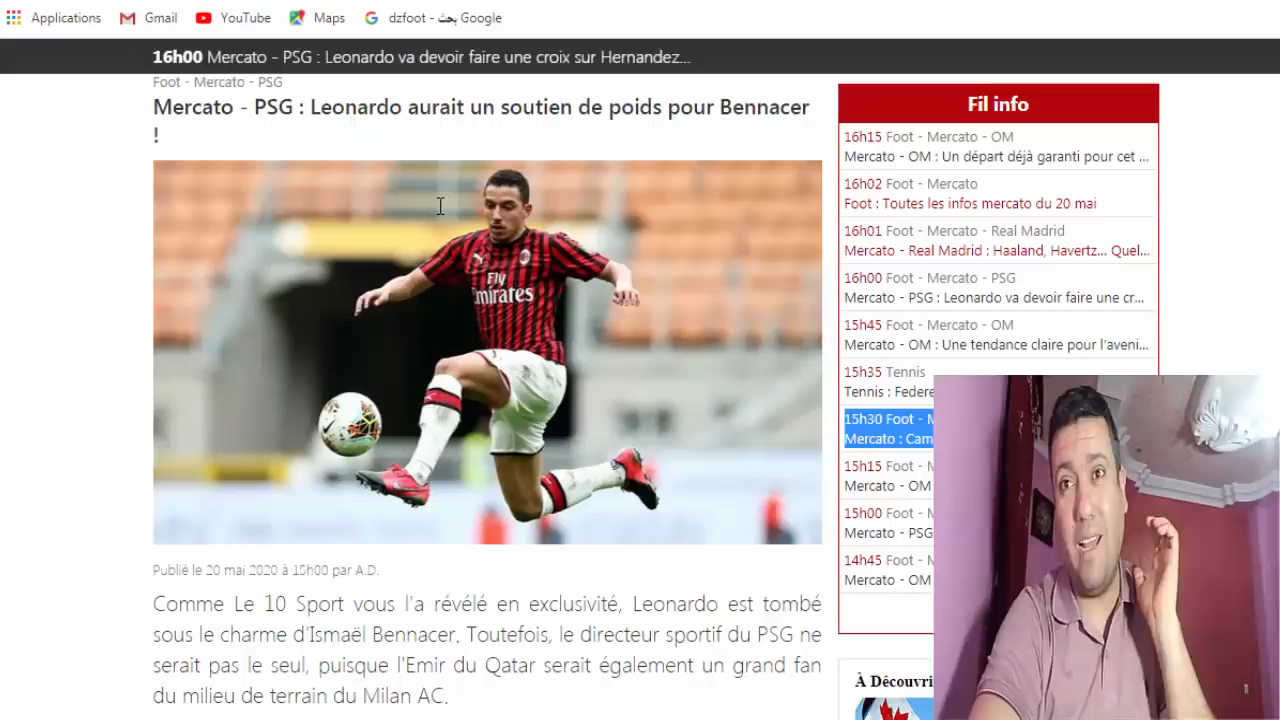 Applications Gmail YouTube Maps dzfoot - بحث Google
16h00 Mercato - PSG : Leonardo va devoir faire une croix sur Hernandez...
Foot - Mercato - PSG
Mercato - PSG : Leonardo aurait un soutien de poids pour Bennacer
!
Fly
Emirates
Publié le 20 mai 2020 à 15h00 par A.D.
Comme Le 10 Sport vous l'a révélé en exclusivité, Leonardo est tombé
sous le charme d'Ismaël Bennacer. Toutefois, le directeur sportif du PSG ne
serait pas le seul, puisque l'Emir du Qatar serait également un grand fan
du milieu de terrain du Milan AC.
Fil info
16h15 Foot - Mercato - OM
Mercato - OM : Un départ déjà garanti pour cet ...
16h02 Foot - Mercato
Foot : Toutes les infos mercato du 20 mai
16h01 Foot - Mercato - Real Madrid
Mercato - Real Madrid : Haaland, Havertz... Quel...
16h00 Foot - Mercato - PSG
Mercato - PSG : Leonardo va devoir faire une cr...
15h45 Foot - Mercato - OM
Mercato - OM : Une tendance claire pour l'aveni...
15h35 Tennis
Tennis : Federe
15h30 Foot - M
Mercato : Cam
15h15 Foot - M
Mercato - OM
15h00 Foot - M
Mercato - PSG
14h45 Foot - M
Mercato - OM
À Découvri